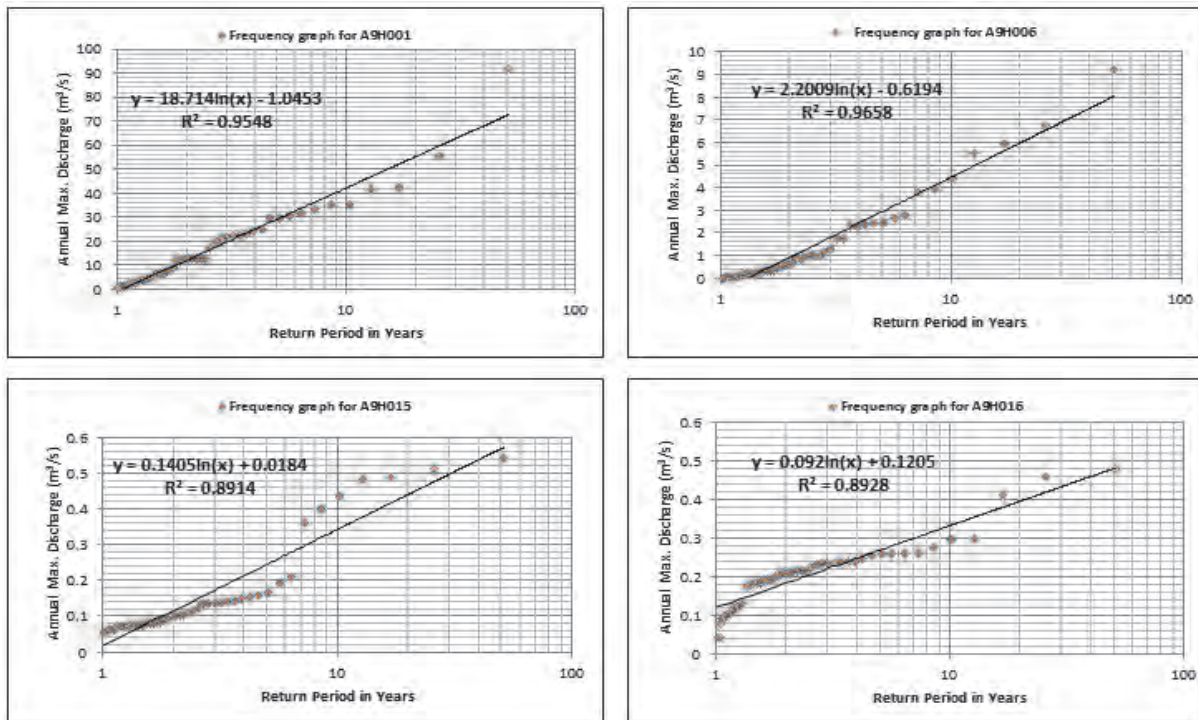 Frequency graph for A9H001
Annual Max. Discharge (m³/s)
100
90
80
70
60
50
40
30
20
10
0
y = 18.714ln(x) - 1.0453
R² = 0.9548
1
10
100
Return Period in Years
Frequency graph for A9H006
Annual Max. Discharge (m³/s)
10
9
8
7
6
5
4
3
2
1
0
y = 2.2009ln(x) - 0.6194
R² = 0.9658
1
10
100
Return Period in Years
Frequency graph for A9H015
Annual Max. Discharge (m³/s)
0.6
0.5
0.4
0.3
0.2
0.1
0
y = 0.1405ln(x) + 0.0184
R² = 0.8914
1
10
100
Return Period in Years
Frequency graph for A9H016
Annual Max. Discharge (m³/s)
0.6
0.5
0.4
0.3
0.2
0.1
0
y = 0.092ln(x) + 0.1205
R² = 0.8928
1
10
100
Return Period in Years